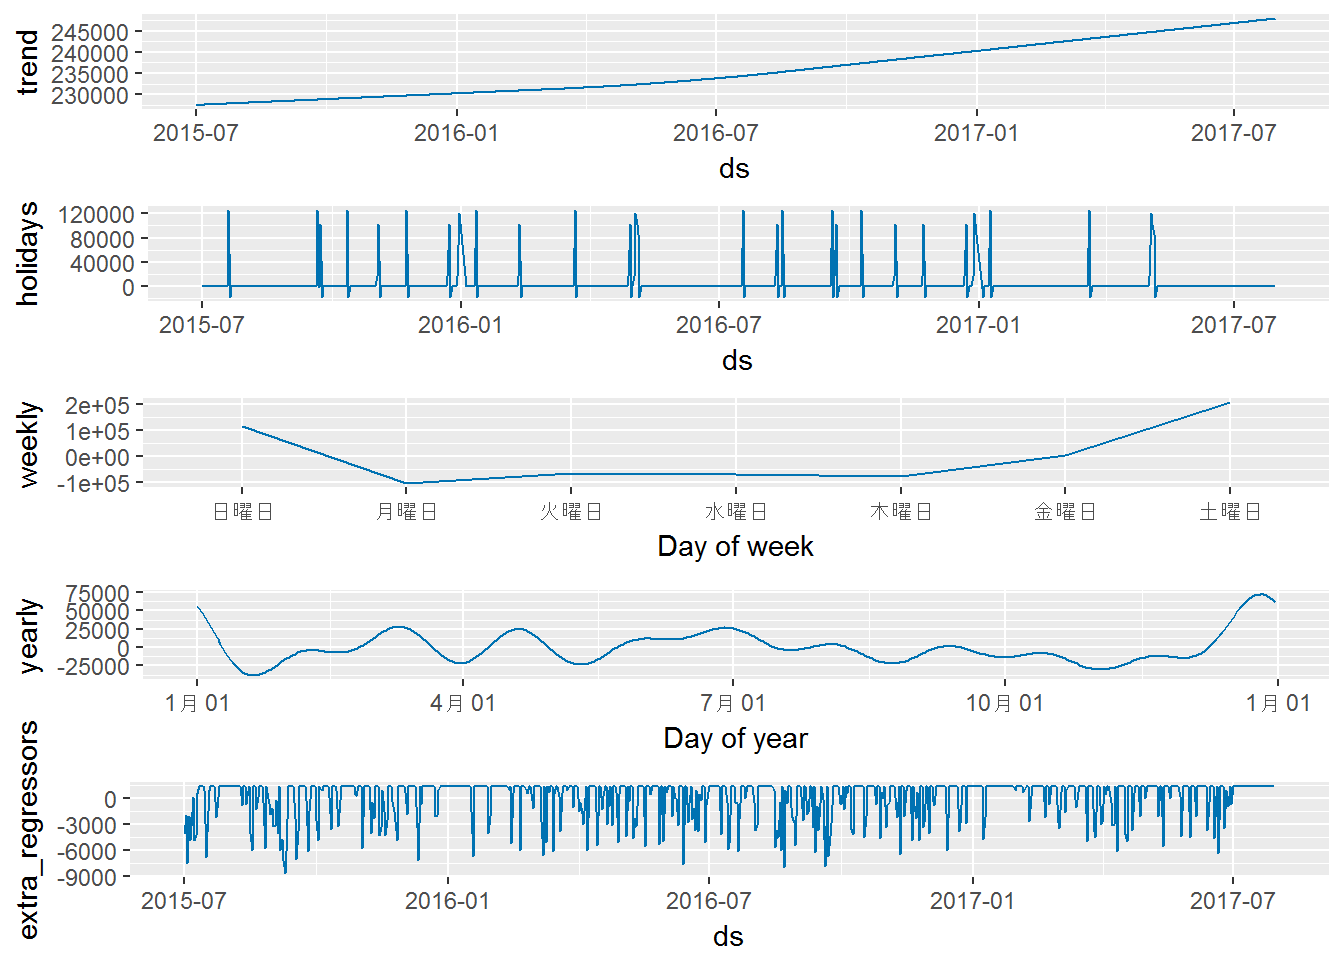 trend
245000
240000
235000
230000
2015-07 2016-01 2016-07 2017-01 2017-07
ds
holidays
120000
80000
40000
0
2015-07 2016-01 2016-07 2017-01 2017-07
ds
weekly
2e+05
1e+05
0e+00
-1e+05
日曜日 月曜日 火曜日 水曜日 木曜日 金曜日 土曜日
Day of week
yearly
75000
50000
25000
0
-25000
1月 01 4月 01 7月 01 10月 01 1月 01
Day of year
extra_regressors
0
-3000
-6000
-9000
2015-07 2016-01 2016-07 2017-01 2017-07
ds